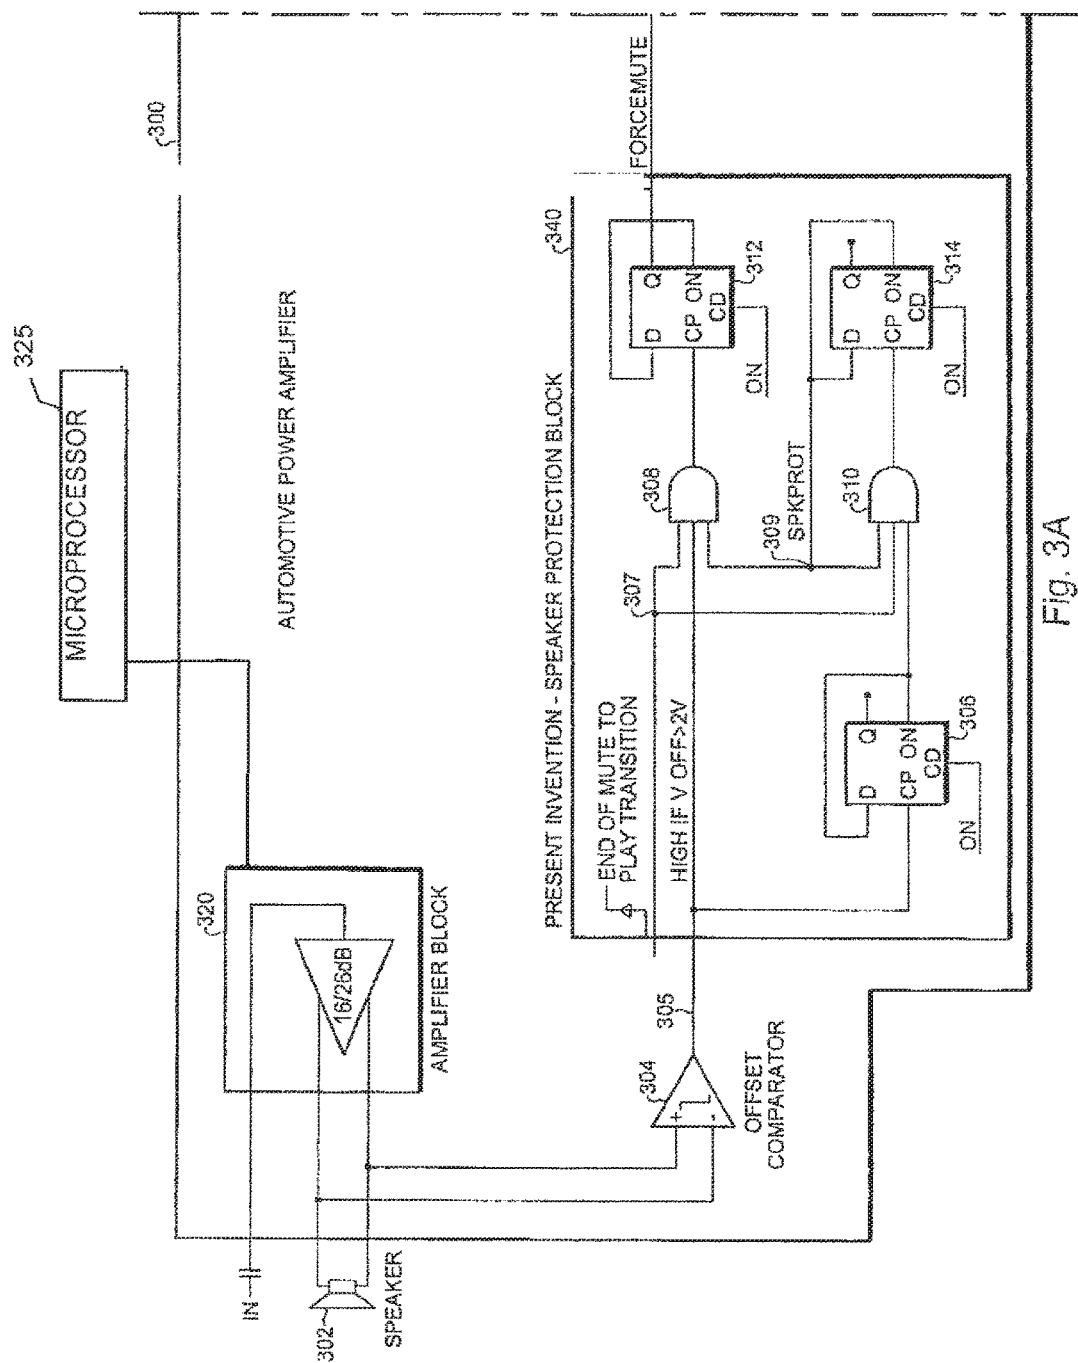 MICROPROCESSOR
325
300
AUTOMOTIVE POWER AMPLIFIER
IN
320
16/26dB
AMPLIFIER BLOCK
302
SPEAKER
PRESENT INVENTION - SPEAKER PROTECTION BLOCK
340
FORCEMUTE
END OF MUTE TO
PLAY TRANSITION
HIGH IF V OFF>2V
304
+
-
OFFSET
COMPARATOR
305
307
308
D
Q
CP
ON
CD
312
ON
309
SPKPROT
310
D
Q
CP
ON
CD
314
ON
D
Q
CP
ON
CD
306
ON
Fig. 3A